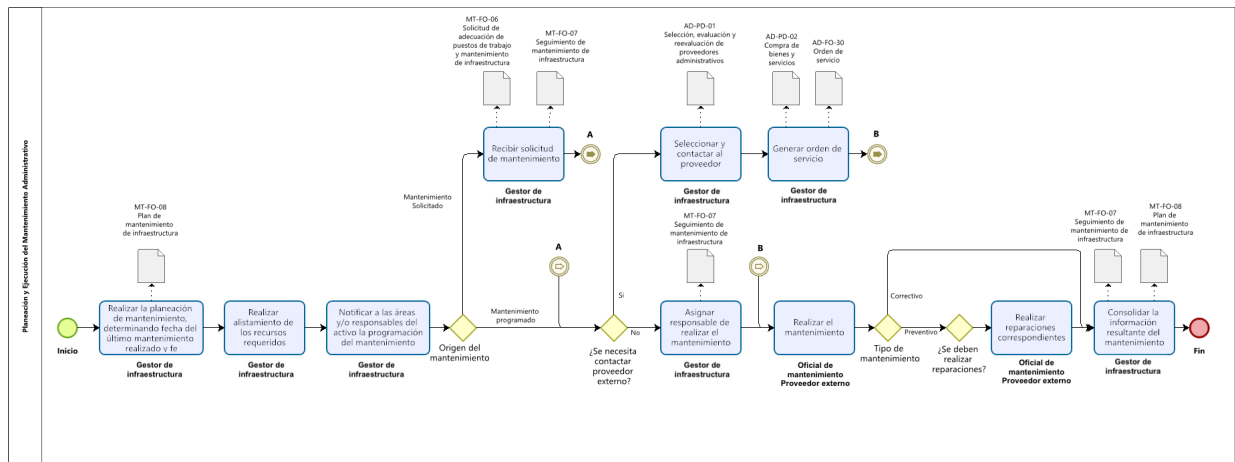 Planeación y Ejecución del Mantenimiento Administrativo
MT-FO-06
Solicitud de
adecuación de
puestos de trabajo
y mantenimiento
de infraestructura
MT-FO-07
Seguimiento de
mantenimiento de
infraestructura
AD-PD-01
Selección, evaluación y
reevaluación de
proveedores
administrativos
AD-PD-02
Compra de
bienes y
servicios
AD-FO-30
Orden de
servicio
Recibir solicitud
de mantenimiento
Gestor de
infraestructura
A
Seleccionar y
contactar al
proveedor
Gestor de
infraestructura
Generar orden
de servicio
Gestor de
infraestructura
B
Mantenimiento
Solicitado
MT-FO-08
Plan de
mantenimiento
de infraestructura
A
MT-FO-07
Seguimiento de
mantenimiento de
infraestructura
B
MT-FO-07
Seguimiento de
mantenimiento de
infraestructura
MT-FO-08
Plan de
mantenimiento
de infraestructura
Inicio
Realizar la planeación
de mantenimiento,
determinando fecha del
último mantenimiento
realizado y fe
Gestor de
infraestructura
Realizar
alistamiento de
los recursos
requeridos
Gestor de
infraestructura
Notificar a las áreas
y/o responsables del
activo la programación
del mantenimiento
Gestor de
infraestructura
Origen del
mantenimiento
Mantenimiento
programado
Si
No
¿Se necesita
contactar
proveedor
externo?
Asignar
responsable de
realizar el
mantenimiento
Gestor de
infraestructura
Realizar el
mantenimiento
Oficial de
mantenimiento
Proveedor externo
Correctivo
Preventivo
Tipo de
mantenimiento
¿Se deben
realizar
reparaciones?
Realizar
reparaciones
correspondientes
Oficial de
mantenimiento
Proveedor externo
Consolidar la
información
resultante del
mantenimiento
Gestor de
infraestructura
Fin